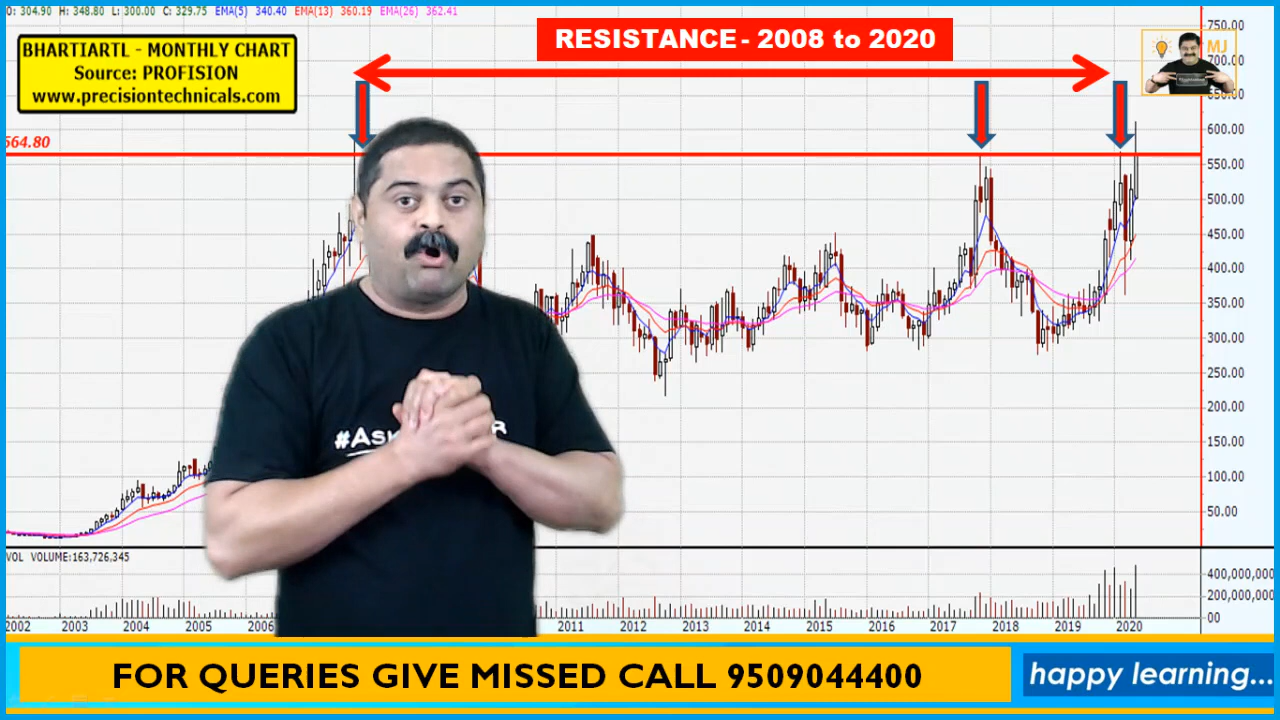 O: 304.90 H: 348.80 L: 300.00 C: 329.75 EMA(5) 340.40 EMA(13) 360.19 EMA(26) 362.41
BHARTIARTL - MONTHLY CHART
Source: PROFISION
www.precisiontechnicals.com
RESISTANCE - 2008 to 2020
MJ
564.80
750.00
700.00
650.00
600.00
550.00
500.00
450.00
400.00
350.00
300.00
250.00
200.00
150.00
100.00
50.00
VOL VOLUME:163,726,345
400,000,000
200,000,000
00
2002 2003 2004 2005 2006 2011 2012 2013 2014 2015 2016 2017 2018 2019 2020
FOR QUERIES GIVE MISSED CALL 9509044400
happy learning...